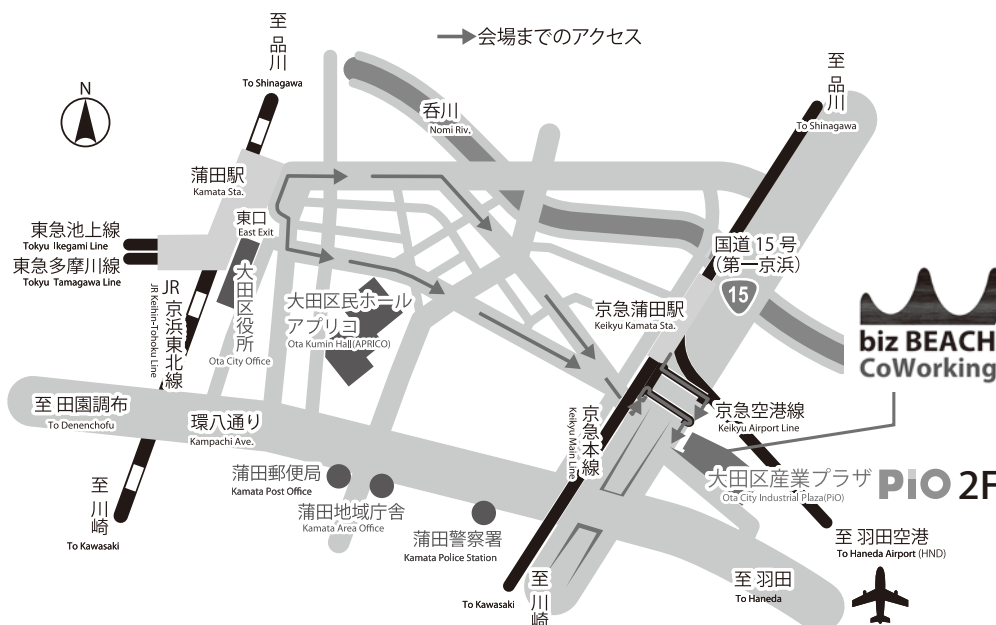 会場までのアクセス
至 品川
To Shinagawa
至 品川
To Shinagawa
N
呑川
Nomi Riv.
蒲田駅
Kamata Sta.
東口
East Exit
東急池上線
Tokyu Ikegami Line
東急多摩川線
Tokyu Tamagawa Line
国道 15 号
(第一京浜)
15
大田区役所
Ota City Office
JR 京浜東北線
JR Keihin-Tohoku Line
大田区民ホール
アプリコ
Ota Kumin Hall(APRICO)
京急蒲田駅
Keikyu Kamata Sta.
biz BEACH
CoWorking
至 田園調布
To Denenchofu
環八通り
Kampachi Ave.
京急本線
Keikyu Main Line
京急空港線
Keikyu Airport Line
蒲田郵便局
Kamata Post Office
蒲田地域庁舎
Kamata Area Office
蒲田警察署
Kamata Police Station
大田区産業プラザ PiO 2F
Ota City Industrial Plaza(PiO)
至 川崎
To Kawasaki
至 羽田空港
To Haneda Airport (HND)
至 川崎
To Kawasaki
至 羽田
To Haneda